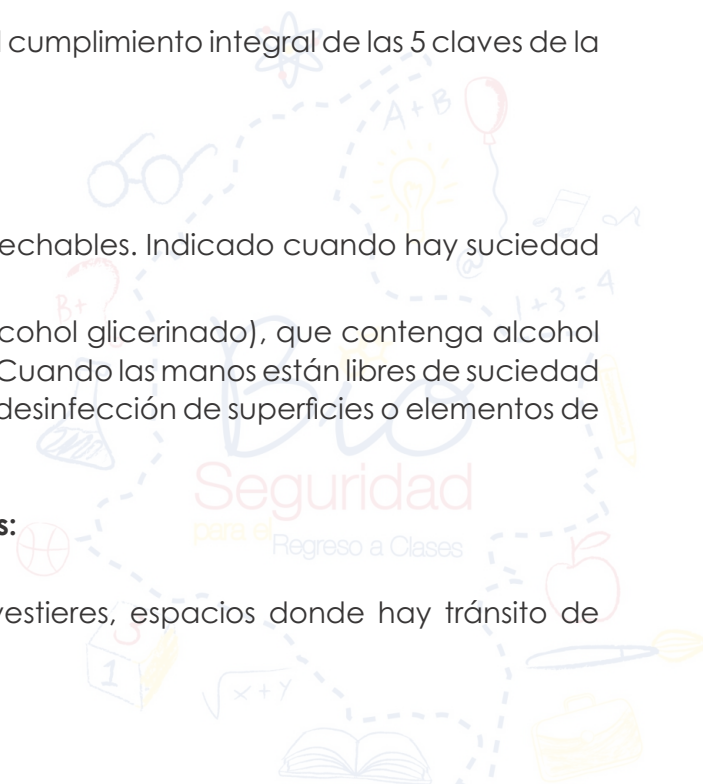 cumplimiento integral de las 5 claves de la
A+B
echables. Indicado cuando hay suciedad
@
B+
1+3=4
cohol glicerinado), que contenga alcohol
Cuando las manos están libres de suciedad
desinfección de superficies o elementos de
Bio
Seguridad
para el
Regreso a Clases
s:
vestieres, espacios donde hay tránsito de
3
1
√x+y